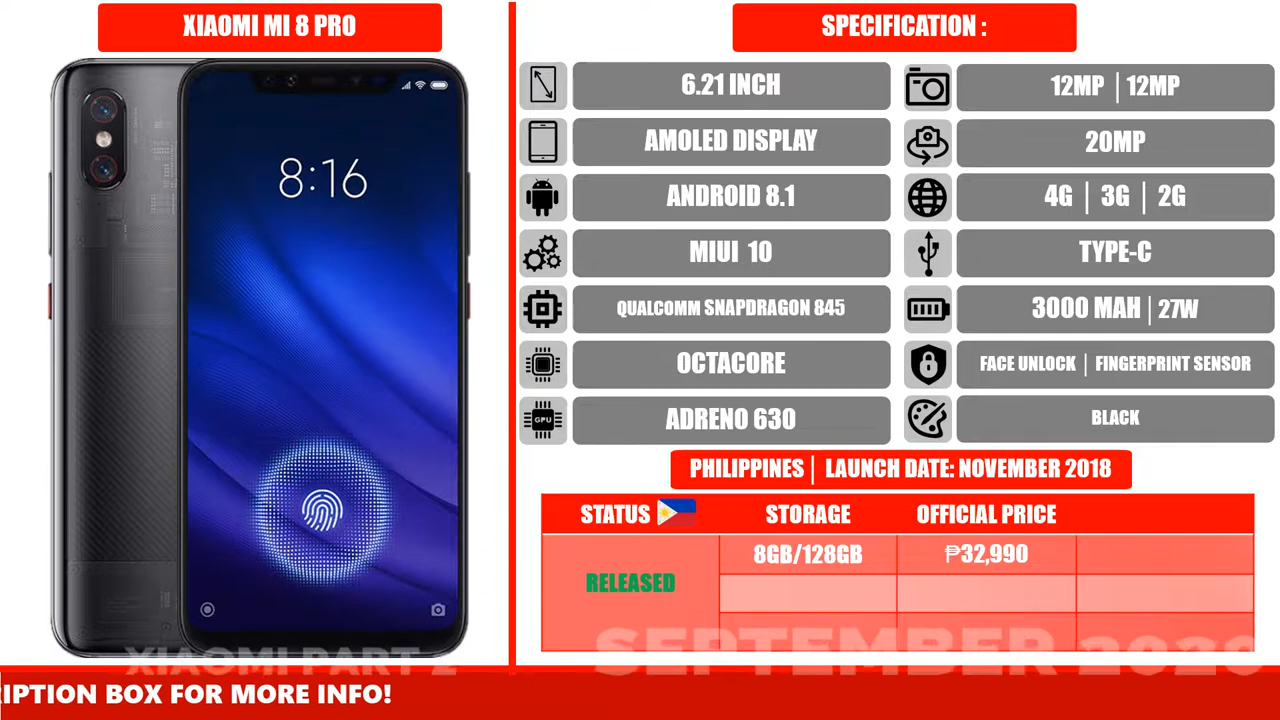 XIAOMI MI 8 PRO
8:16
SPECIFICATION :
6.21 INCH
AMOLED DISPLAY
ANDROID 8.1
MIUI 10
QUALCOMM SNAPDRAGON 845
OCTACORE
GPU
ADRENO 630
12MP | 12MP
20MP
4G | 3G | 2G
TYPE-C
3000 MAH | 27W
FACE UNLOCK | FINGERPRINT SENSOR
BLACK
PHILIPPINES | LAUNCH DATE: NOVEMBER 2018
STATUS STORAGE OFFICIAL PRICE
RELEASED 8GB/128GB ₱32,990
XIAOMI PART 2
SEPTEMBER 2020
RIPTION BOX FOR MORE INFO!